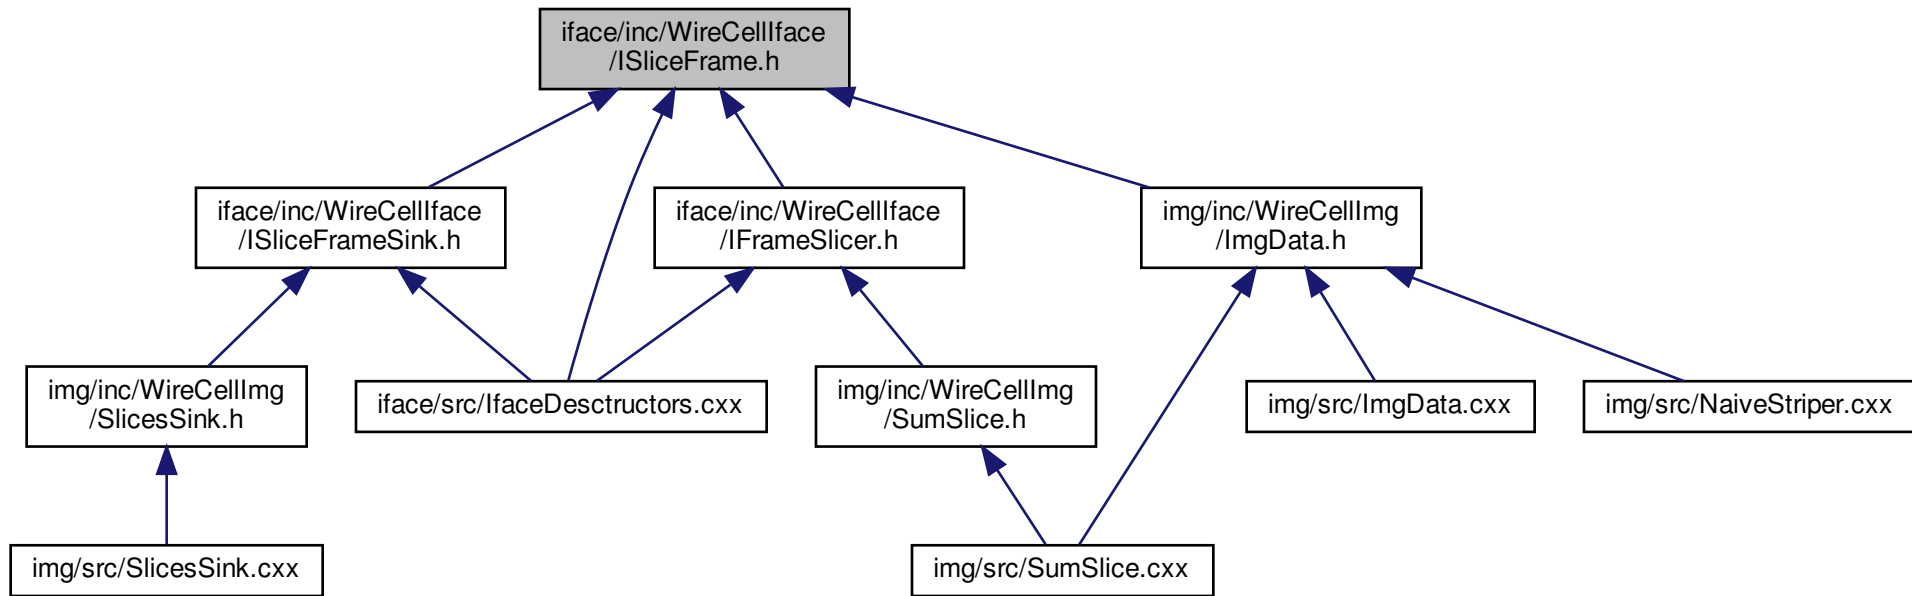 iface/inc/WireCellIface
/ISliceFrame.h
iface/inc/WireCellIface
/ISliceFrameSink.h
iface/inc/WireCellIface
/IFrameSlicer.h
img/inc/WireCellImg
/ImgData.h
img/inc/WireCellImg
/SlicesSink.h
iface/src/IfaceDesctructors.cxx
img/inc/WireCellImg
/SumSlice.h
img/src/ImgData.cxx
img/src/NaiveStriper.cxx
img/src/SlicesSink.cxx
img/src/SumSlice.cxx